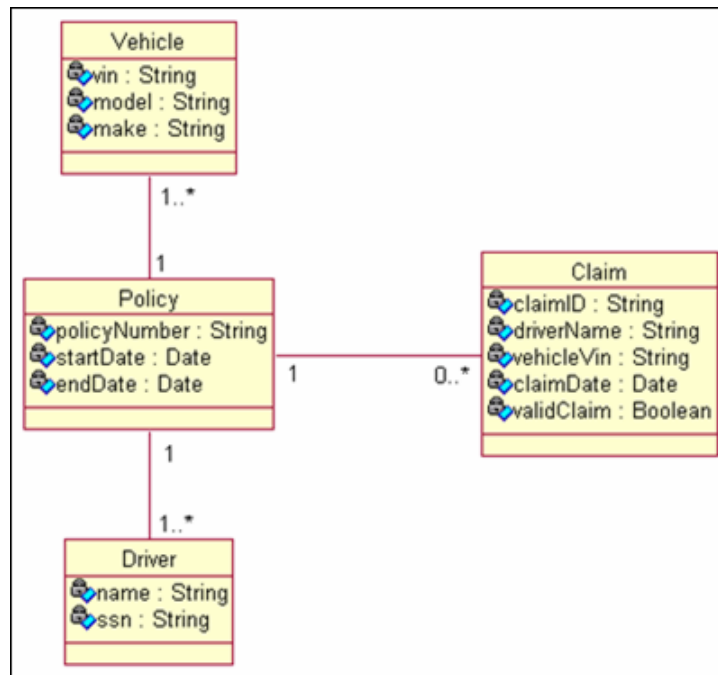 Vehicle
vin : String
model : String
make : String
1..*
1
Policy
policyNumber : String
startDate : Date
endDate : Date
1
0..*
Claim
claimID : String
driverName : String
vehicleVin : String
claimDate : Date
validClaim : Boolean
1
1..*
Driver
name : String
ssn : String